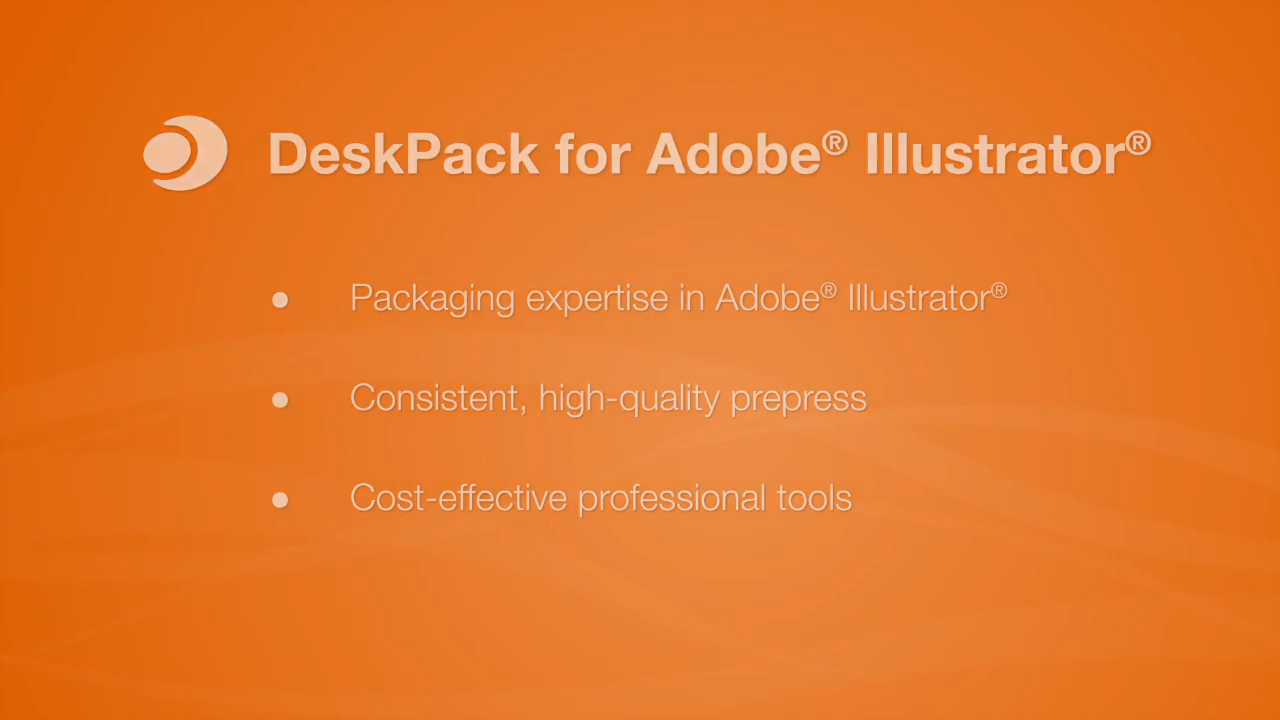 DeskPack for Adobe® Illustrator®
● Packaging expertise in Adobe® Illustrator®
● Consistent, high-quality prepress
● Cost-effective professional tools